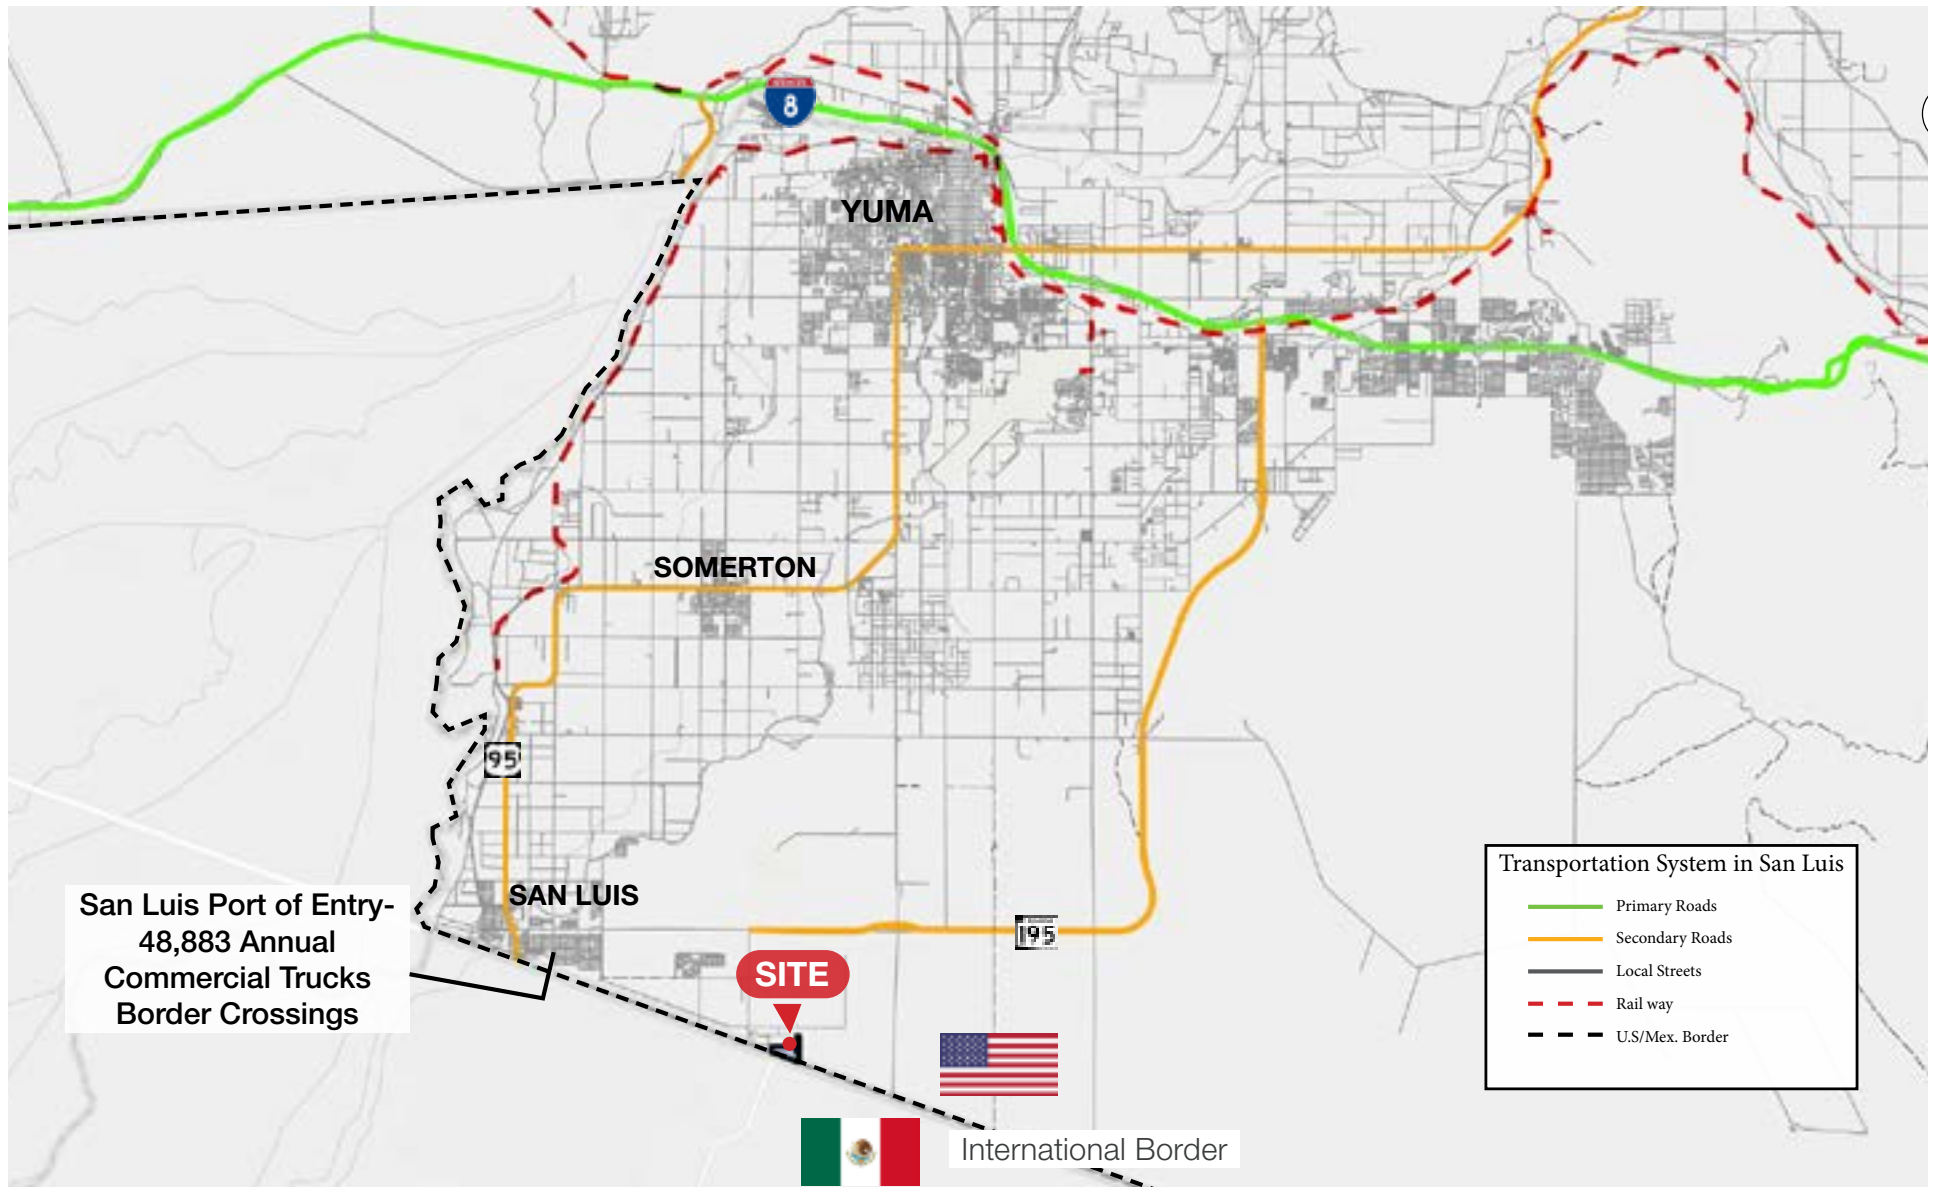 8
YUMA
SOMERTON
95
SAN LUIS
San Luis Port of Entry-
48,883 Annual
Commercial Trucks
Border Crossings
195
SITE
International Border
Transportation System in San Luis
Primary Roads
Secondary Roads
Local Streets
Rail way
U.S/Mex. Border